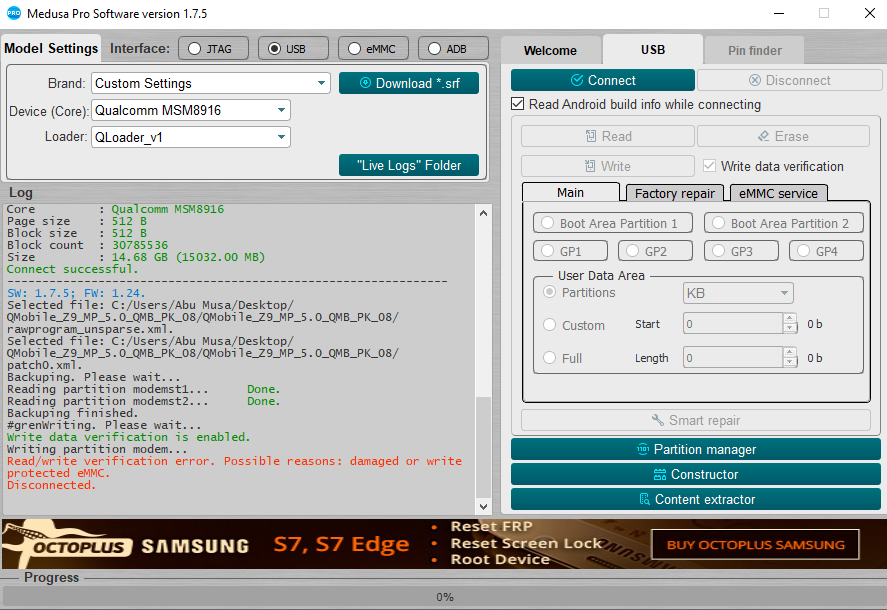 PRO Medusa Pro Software version 1.7.5
Model Settings Interface: JTAG USB eMMC ADB
Brand: Custom Settings Download *.srf
Device (Core): Qualcomm MSM8916
Loader: QLoader_v1
"Live Logs" Folder
Log
Core : Qualcomm MSM8916
Page size : 512 B
Block size : 512 B
Block count : 30785536
Size : 14.68 GB (15032.00 MB)
Connect successful.
----------------------------------------------------------------
SW: 1.7.5; FW: 1.24.
Selected file: C:/Users/Abu Musa/Desktop/
QMobile_Z9_MP_5.0_QMB_PK_08/QMobile_Z9_MP_5.0_QMB_PK_08/
rawprogram_unsparse.xml.
Selected file: C:/Users/Abu Musa/Desktop/
QMobile_Z9_MP_5.0_QMB_PK_08/QMobile_Z9_MP_5.0_QMB_PK_08/
patch0.xml.
Backuping. Please wait...
Reading partition modemst1... Done.
Reading partition modemst2... Done.
Backuping finished.
#grenWriting. Please wait...
Write data verification is enabled.
Writing partition modem...
Read/write verification error. Possible reasons: damaged or write
protected eMMC.
Disconnected.
Welcome USB Pin finder
Connect Disconnect
Read Android build info while connecting
Read Erase
Write Write data verification
Main Factory repair eMMC service
Boot Area Partition 1 Boot Area Partition 2
GP1 GP2 GP3 GP4
User Data Area
Partitions KB
Custom Start 0 0 b
Full Length 0 0 b
Smart repair
Partition manager
Constructor
Content extractor
OCTOPLUS SAMSUNG S7, S7 Edge
• Reset FRP
• Reset Screen Lock
• Root Device
BUY OCTOPLUS SAMSUNG
Progress
0%